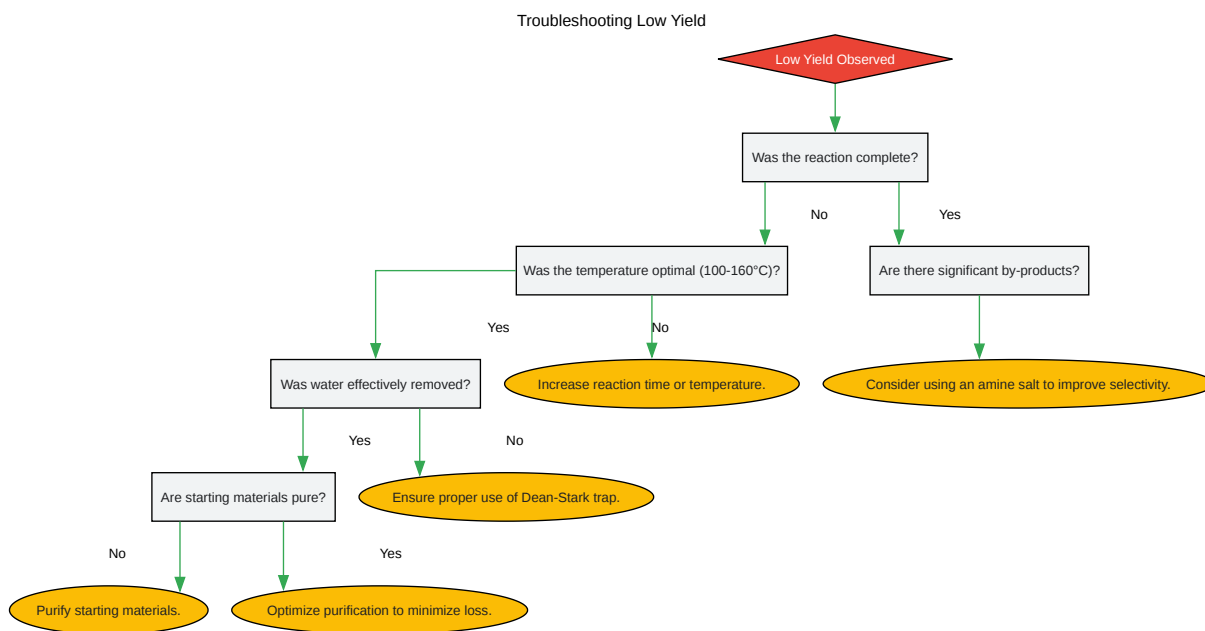 Troubleshooting Low Yield
Low Yield Observed
Was the reaction complete?
No
Yes
Was the temperature optimal (100-160°C)?
Are there significant by-products?
Yes
No
Was water effectively removed?
Increase reaction time or temperature.
Consider using an amine salt to improve selectivity.
Yes
No
Are starting materials pure?
Ensure proper use of Dean-Stark trap.
No
Yes
Purify starting materials.
Optimize purification to minimize loss.